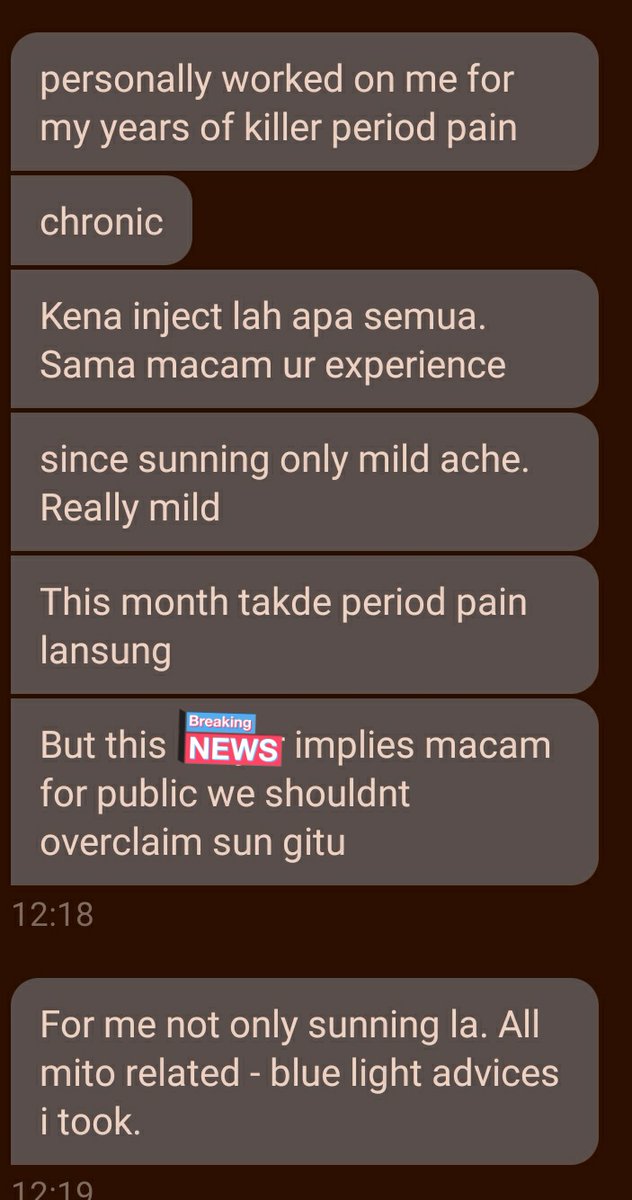 personally worked on me for
my years of killer period pain
chronic
Kena inject lah apa semua.
Sama macam ur experience
since sunning only mild ache.
Really mild
This month takde period pain
lansung
But this Breaking NEWS implies macam
for public we shouldnt
overclaim sun gitu
12:18
For me not only sunning la. All
mito related - blue light advices
i took.
12:19